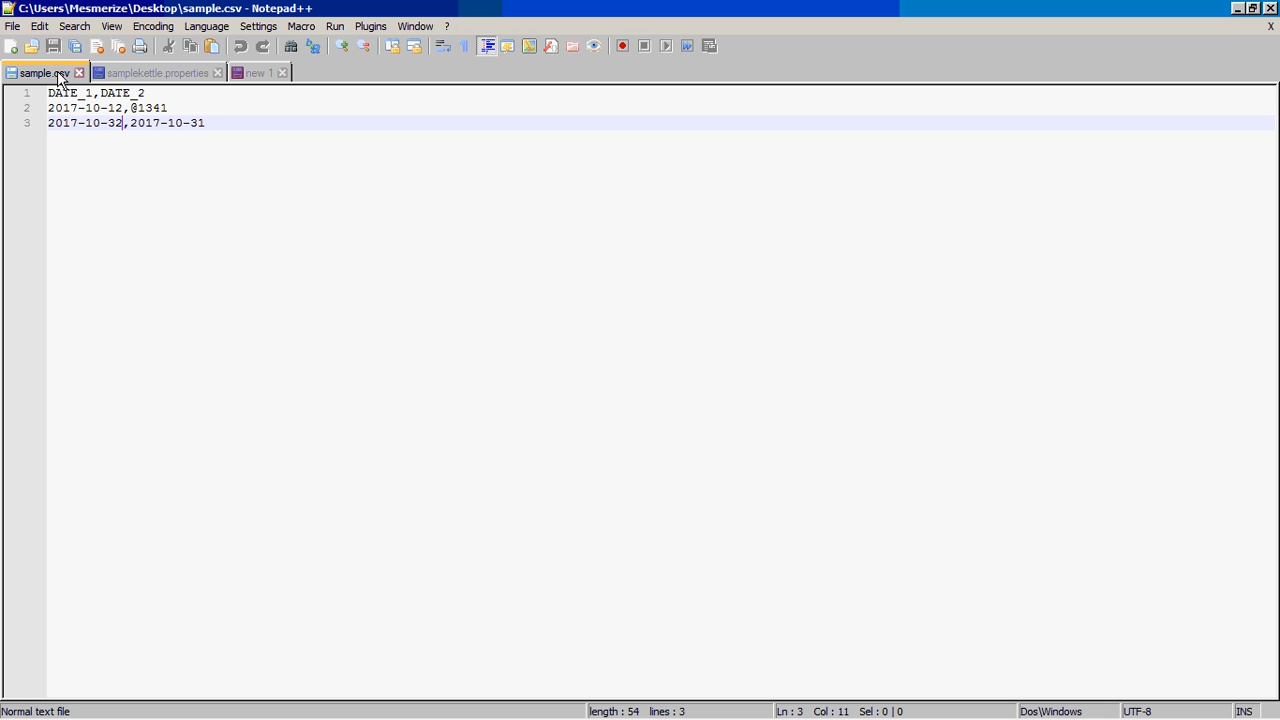 C:\Users\Mesmerize\Desktop\sample.csv - Notepad++
File Edit Search View Encoding Language Settings Macro Run Plugins Window ? X
sample.csv samplekettle.properties new 1
1 DATE_1,DATE_2
2 2017-10-12,@1341
3 2017-10-32,2017-10-31
Normal text file length : 54 lines : 3 Ln : 3 Col : 11 Sel : 0 | 0 Dos\Windows UTF-8 INS